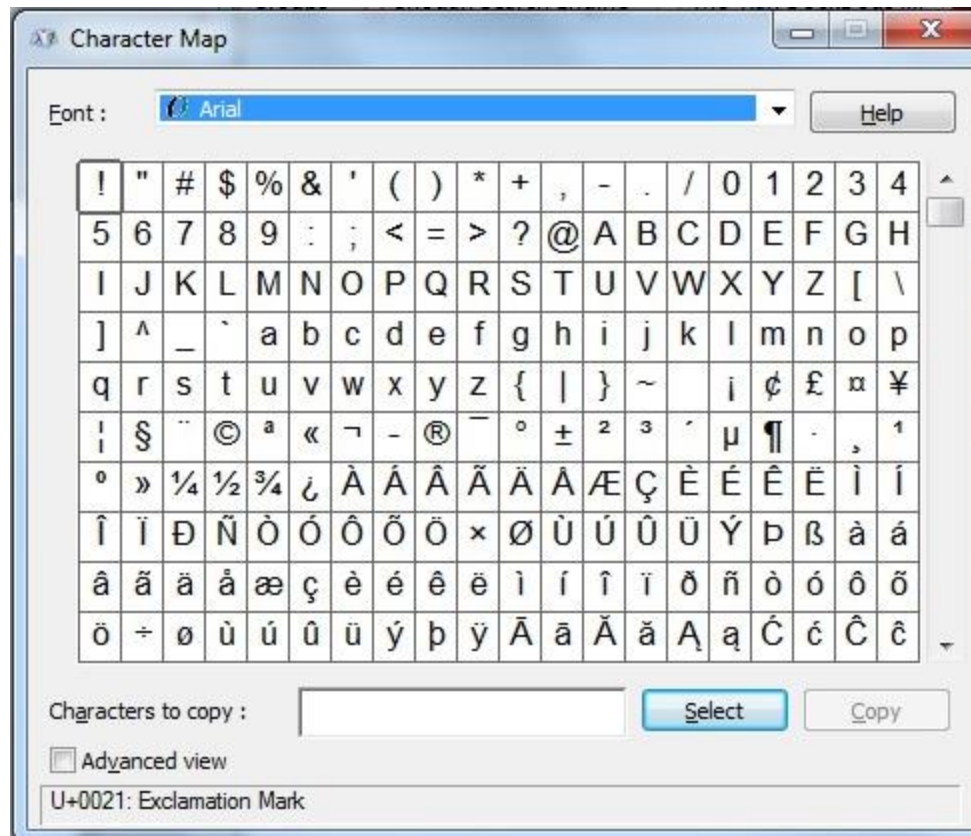 Character Map
Font : Arial Help
! " # $ % & ' ( ) * + , - . / 0 1 2 3 4
5 6 7 8 9 : ; < = > ? @ A B C D E F G H
I J K L M N O P Q R S T U V W X Y Z [ \
] ^ _ ` a b c d e f g h i j k l m n o p
q r s t u v w x y z { | } ~ ¡ ¢ £ ¤ ¥
¦ § ¨ © ª « ¬ - ® ¯ ° ± ² ³ ´ µ ¶ · ¸ ¹
º » ¼ ½ ¾ ¿ À Á Â Ã Ä Å Æ Ç È É Ê Ë Ì Í
Î Ï Ð Ñ Ò Ó Ô Õ Ö × Ø Ù Ú Û Ü Ý Þ ß à á
â ã ä å æ ç è é ê ë ì í î ï ð ñ ò ó ô õ
ö ÷ ø ù ú û ü ý þ ÿ Ā ā Ă ă Ą ą Ć ć Ĉ ĉ
Characters to copy : Select Copy
Advanced view
U+0021: Exclamation Mark